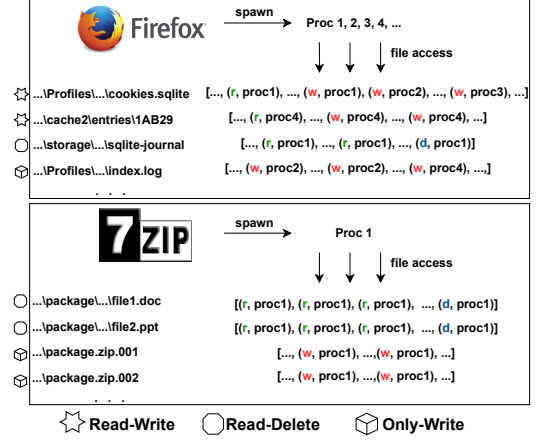 Firefox
spawn
Proc 1, 2, 3, 4, ...
file access
...\Profiles\...\cookies.sqlite [..., (r, proc1), ..., (w, proc1), (w, proc2), ..., (w, proc3), ...]
...\cache2\entries\1AB29 [..., (r, proc4), ..., (w, proc4), ..., (w, proc4), ...]
...\storage\...\sqlite-journal [..., (r, proc1), ..., (r, proc1), ..., (d, proc1)]
...\Profiles\...\index.log [..., (w, proc2), ..., (w, proc2), ..., (w, proc4), ...,]
. . .
7 ZIP
spawn
Proc 1
file access
...\package\...\file1.doc [(r, proc1), (r, proc1), (r, proc1), ..., (d, proc1)]
...\package\...\file2.ppt [(r, proc1), (r, proc1), (r, proc1), ..., (d, proc1)]
...\package.zip.001 [..., (w, proc1), ...,(w, proc1), ...]
...\package.zip.002 [..., (w, proc1), ...,(w, proc1), ...]
. . .
Read-Write Read-Delete Only-Write